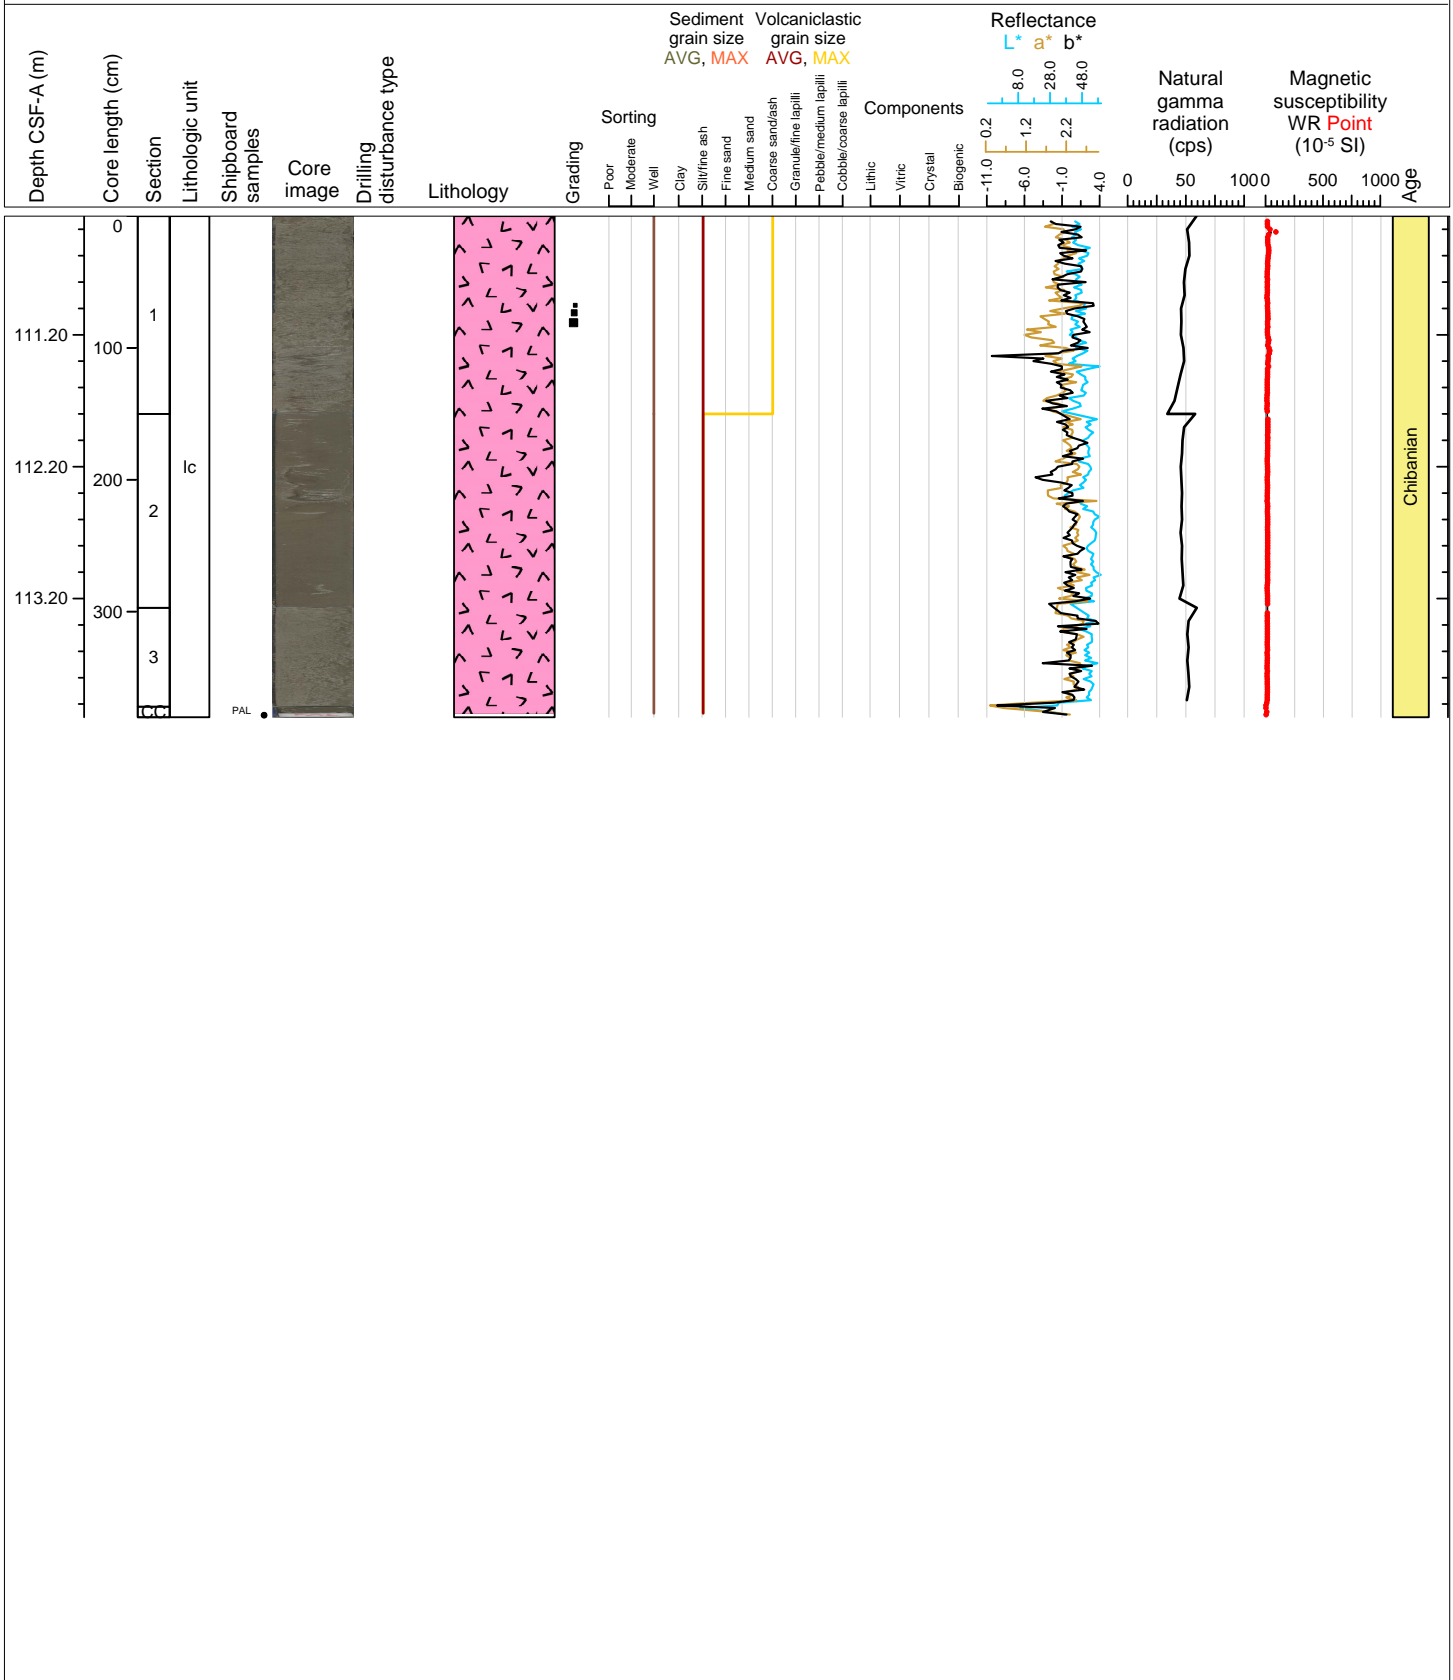 Depth CSF-A (m)
Core length (cm)
Section
Lithologic unit
Shipboard
samples
Core
image
Drilling
disturbance type
Lithology
Grading
Sorting
Poor
Moderate
Well
Sediment
grain size
AVG, MAX
Volcaniclastic
grain size
AVG, MAX
Clay
Silt/fine ash
Fine sand
Medium sand
Coarse sand/ash
Granule/fine lapilli
Pebble/medium lapilli
Cobble/coarse lapilli
Components
Lithic
Vitric
Crystal
Biogenic
Reflectance
L* a* b*
8.0 28.0 48.0
0.2 1.2 2.2
-11.0 -6.0 -1.0 4.0
Natural
gamma
radiation
(cps)
0 50 100
Magnetic
susceptibility
WR Point
(10⁻⁵ SI)
0 500 1000
Age
0
1
111.20
100
112.20
Ic
200
2
Chibanian
113.20
300
3
CC
PAL